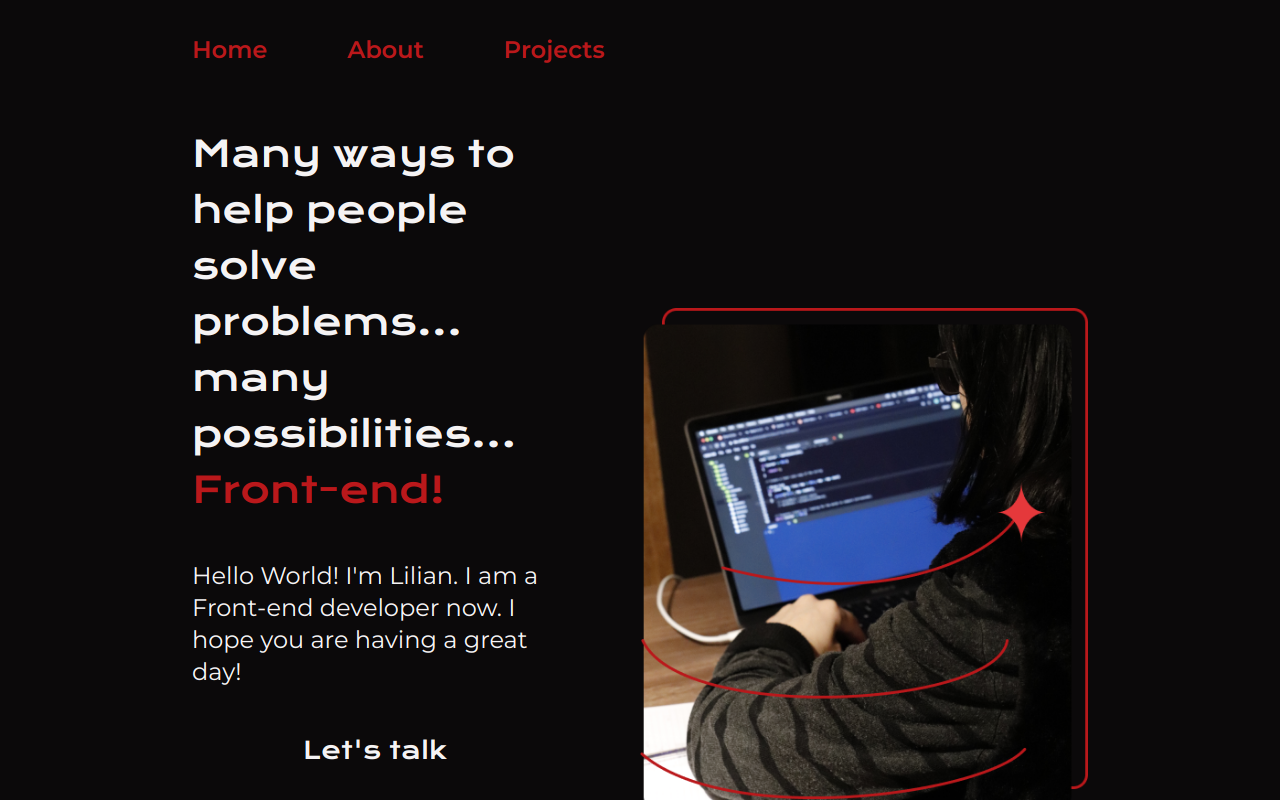 Home About Projects
Many ways to
help people
solve
problems...
many
possibilities...
Front-end!
Hello World! I'm Lilian. I am a
Front-end developer now. I
hope you are having a great
day!
Let's talk